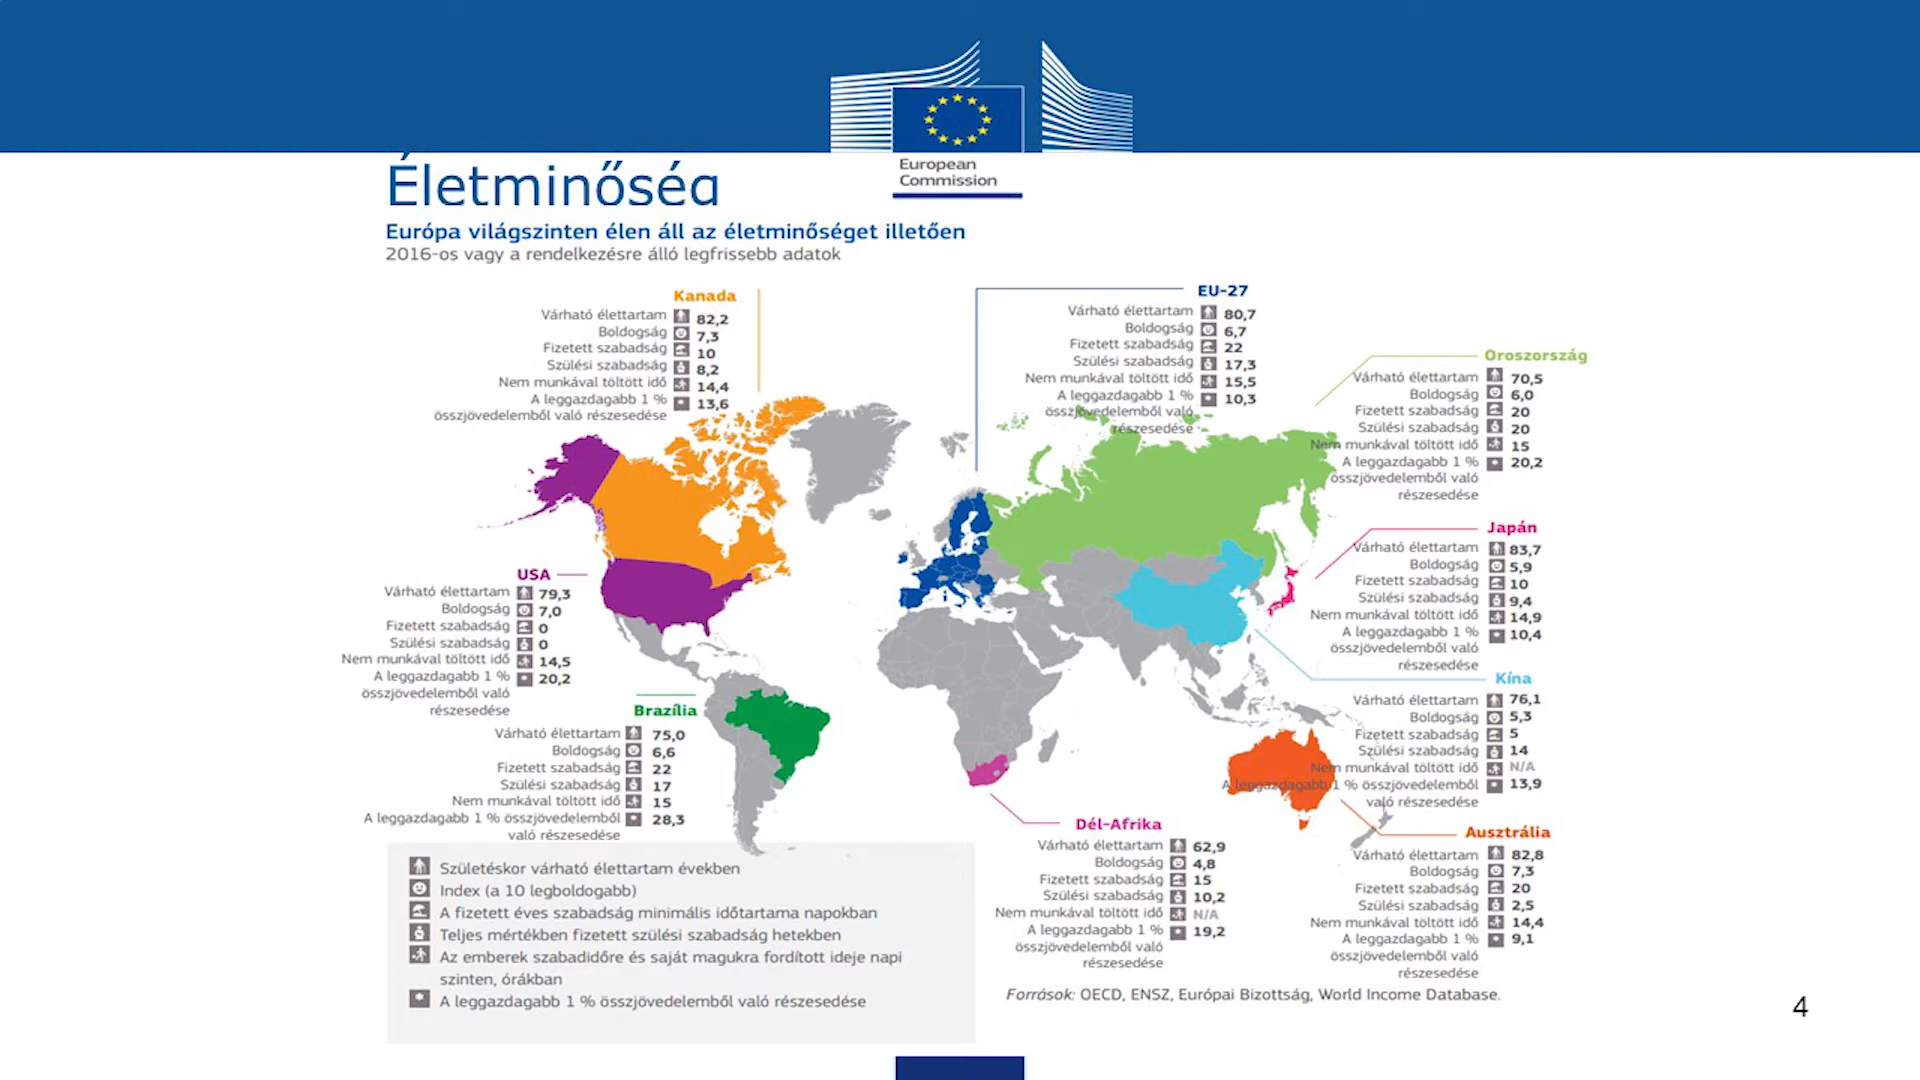 European
Commission
Életminőség
Európa világszinten élen áll az életminőséget illetően
2016-os vagy a rendelkezésre álló legfrissebb adatok
Kanada
Várható élettartam 82,2
Boldogság 7,3
Fizetett szabadság 10
Szülési szabadság 8,2
Nem munkával töltött idő 14,4
A leggazdagabb 1 % 13,6
összjövedelemből való részesedése
EU-27
Várható élettartam 80,7
Boldogság 6,7
Fizetett szabadság 22
Szülési szabadság 17,3
Nem munkával töltött idő 15,5
A leggazdagabb 1 % 10,3
összjövedelemből való
részesedése
Oroszország
Várható élettartam 70,5
Boldogság 6,0
Fizetett szabadság 20
Szülési szabadság 20
Nem munkával töltött idő 15
A leggazdagabb 1 % 20,2
összjövedelemből való
részesedése
Japán
Várható élettartam 83,7
Boldogság 5,9
Fizetett szabadság 10
Szülési szabadság 9,4
Nem munkával töltött idő 14,9
A leggazdagabb 1 % 10,4
összjövedelemből való
részesedése
USA
Várható élettartam 79,3
Boldogság 7,0
Fizetett szabadság 0
Szülési szabadság 0
Nem munkával töltött idő 14,5
A leggazdagabb 1 % 20,2
összjövedelemből való
részesedése
Kína
Várható élettartam 76,1
Boldogság 5,3
Fizetett szabadság 5
Szülési szabadság 14
Nem munkával töltött idő N/A
A leggazdagabb 1 % összjövedelemből 13,9
való részesedése
Brazília
Várható élettartam 75,0
Boldogság 6,6
Fizetett szabadság 22
Szülési szabadság 17
Nem munkával töltött idő 15
A leggazdagabb 1 % összjövedelemből 28,3
való részesedése
Dél-Afrika
Várható élettartam 62,9
Boldogság 4,8
Fizetett szabadság 15
Szülési szabadság 10,2
Nem munkával töltött idő N/A
A leggazdagabb 1 % 19,2
összjövedelemből való
részesedése
Ausztrália
Várható élettartam 82,8
Boldogság 7,3
Fizetett szabadság 20
Szülési szabadság 2,5
Nem munkával töltött idő 14,4
A leggazdagabb 1 % 9,1
összjövedelemből való
részesedése
Születéskor várható élettartam években
Index (a 10 legboldogabb)
A fizetett éves szabadság minimális időtartama napokban
Teljes mértékben fizetett szülési szabadság hetekben
Az emberek szabadidőre és saját magukra fordított ideje napi
szinten, órákban
A leggazdagabb 1 % összjövedelemből való részesedése
Források: OECD, ENSZ, Európai Bizottság, World Income Database.
4